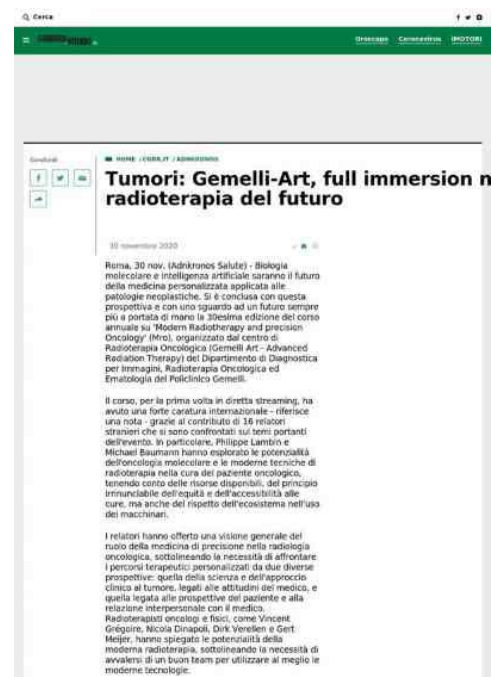 Cerca
Oroscopo Coronavirus IMOTORI
Condividi
HOME / CODA.IT / ADNKRONOS
Tumori: Gemelli-Art, full immersion n
radioterapia del futuro
30 novembre 2020
Roma, 30 nov. (Adnkronos Salute) - Biologia
molecolare e intelligenza artificiale saranno il futuro
della medicina personalizzata applicata alle
patologie neoplastiche. Si è conclusa con questa
prospettiva e con uno sguardo ad un futuro sempre
più a portata di mano la 30esima edizione del corso
annuale su 'Modern Radiotherapy and precision
Oncology' (Mro), organizzato dal centro di
Radioterapia Oncologica (Gemelli Art - Advanced
Radiation Therapy) del Dipartimento di Diagnostica
per Immagini, Radioterapia Oncologica ed
Ematologia del Policlinico Gemelli.
Il corso, per la prima volta in diretta streaming, ha
avuto una forte caratura internazionale - riferisce
una nota - grazie al contributo di 16 relatori
stranieri che si sono confrontati sui temi portanti
dell'evento. In particolare, Philippe Lambin e
Michael Baumann hanno esplorato le potenzialità
dell'oncologia molecolare e le moderne tecniche di
radioterapia nella cura del paziente oncologico,
tenendo conto delle risorse disponibili, del principio
irrinunciabile dell'equità e dell'accessibilità alle
cure, ma anche del rispetto dell'ecosistema nell'uso
dei macchinari.
I relatori hanno offerto una visione generale del
ruolo della medicina di precisione nella radiologia
oncologica, sottolineando la necessità di affrontare
i percorsi terapeutici personalizzati da due diverse
prospettive: quella della scienza e dell'approccio
clinico al tumore, legati alle attitudini del medico, e
quella legata alle prospettive del paziente e alla
relazione interpersonale con il medico.
Radioterapisti oncologi e fisici, come Vincent
Grégoire, Nicola Dinapoli, Dirk Verellen e Gert
Meijer, hanno spiegato le potenzialità della
moderna radioterapia, sottolineando la necessità di
avvalersi di un buon team per utilizzare al meglio le
moderne tecnologie.